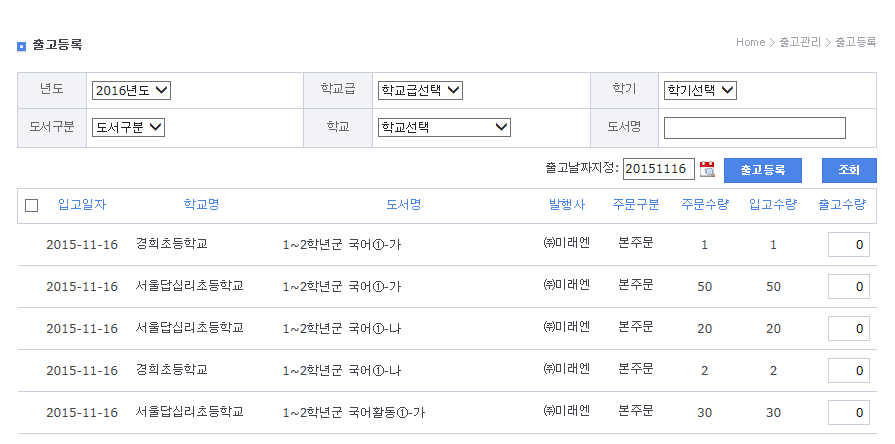 출고등록
Home > 출고관리 > 출고등록
년도 2016년도 학교급 학교급선택 학기 학기선택
도서구분 도서구분 학교 학교선택 도서명
출고날짜지정: 20151116 출고등록 조회
입고일자 학교명 도서명 발행사 주문구분 주문수량 입고수량 출고수량
2015-11-16 경희초등학교 1~2학년군 국어①-가 ㈜미래엔 본주문 1 1 0
2015-11-16 서울답십리초등학교 1~2학년군 국어①-가 ㈜미래엔 본주문 50 50 0
2015-11-16 서울답십리초등학교 1~2학년군 국어①-나 ㈜미래엔 본주문 20 20 0
2015-11-16 경희초등학교 1~2학년군 국어①-나 ㈜미래엔 본주문 2 2 0
2015-11-16 서울답십리초등학교 1~2학년군 국어활동①-가 ㈜미래엔 본주문 30 30 0